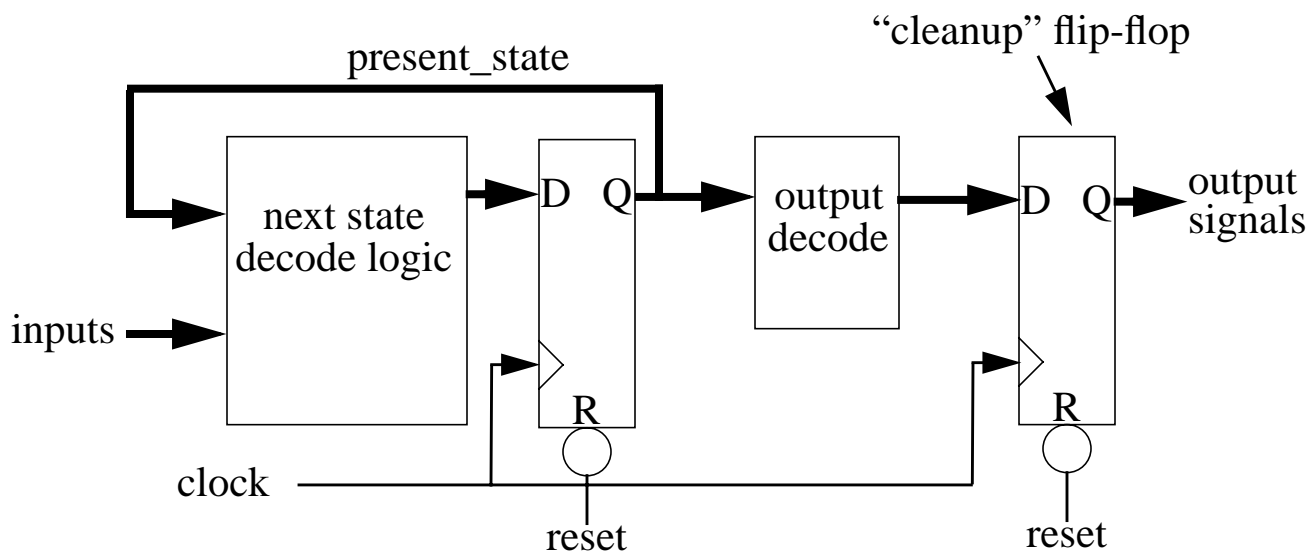 “cleanup” flip-flop
present_state
next state
decode logic
D Q
output
decode
D Q
output
signals
inputs
R
R
clock
reset
reset